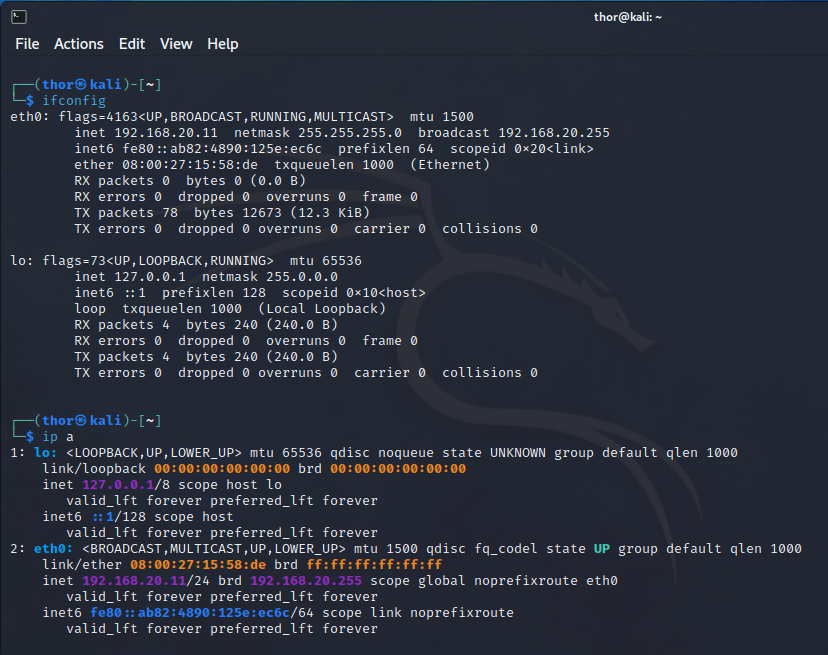 thor@kali: ~
File Actions Edit View Help
┌──(thor㉿kali)-[~]
└─$ ifconfig
eth0: flags=4163<UP,BROADCAST,RUNNING,MULTICAST>  mtu 1500
        inet 192.168.20.11  netmask 255.255.255.0  broadcast 192.168.20.255
        inet6 fe80::ab82:4890:125e:ec6c  prefixlen 64  scopeid 0×20<link>
        ether 08:00:27:15:58:de  txqueuelen 1000  (Ethernet)
        RX packets 0  bytes 0 (0.0 B)
        RX errors 0  dropped 0  overruns 0  frame 0
        TX packets 78  bytes 12673 (12.3 KiB)
        TX errors 0  dropped 0 overruns 0  carrier 0  collisions 0
lo: flags=73<UP,LOOPBACK,RUNNING>  mtu 65536
        inet 127.0.0.1  netmask 255.0.0.0
        inet6 ::1  prefixlen 128  scopeid 0×10<host>
        loop  txqueuelen 1000  (Local Loopback)
        RX packets 4  bytes 240 (240.0 B)
        RX errors 0  dropped 0  overruns 0  frame 0
        TX packets 4  bytes 240 (240.0 B)
        TX errors 0  dropped 0 overruns 0  carrier 0  collisions 0
┌──(thor㉿kali)-[~]
└─$ ip a
1: lo: <LOOPBACK,UP,LOWER_UP> mtu 65536 qdisc noqueue state UNKNOWN group default qlen 1000
    link/loopback 00:00:00:00:00:00 brd 00:00:00:00:00:00
    inet 127.0.0.1/8 scope host lo
       valid_lft forever preferred_lft forever
    inet6 ::1/128 scope host
       valid_lft forever preferred_lft forever
2: eth0: <BROADCAST,MULTICAST,UP,LOWER_UP> mtu 1500 qdisc fq_codel state UP group default qlen 1000
    link/ether 08:00:27:15:58:de brd ff:ff:ff:ff:ff:ff
    inet 192.168.20.11/24 brd 192.168.20.255 scope global noprefixroute eth0
       valid_lft forever preferred_lft forever
    inet6 fe80::ab82:4890:125e:ec6c/64 scope link noprefixroute
       valid_lft forever preferred_lft forever